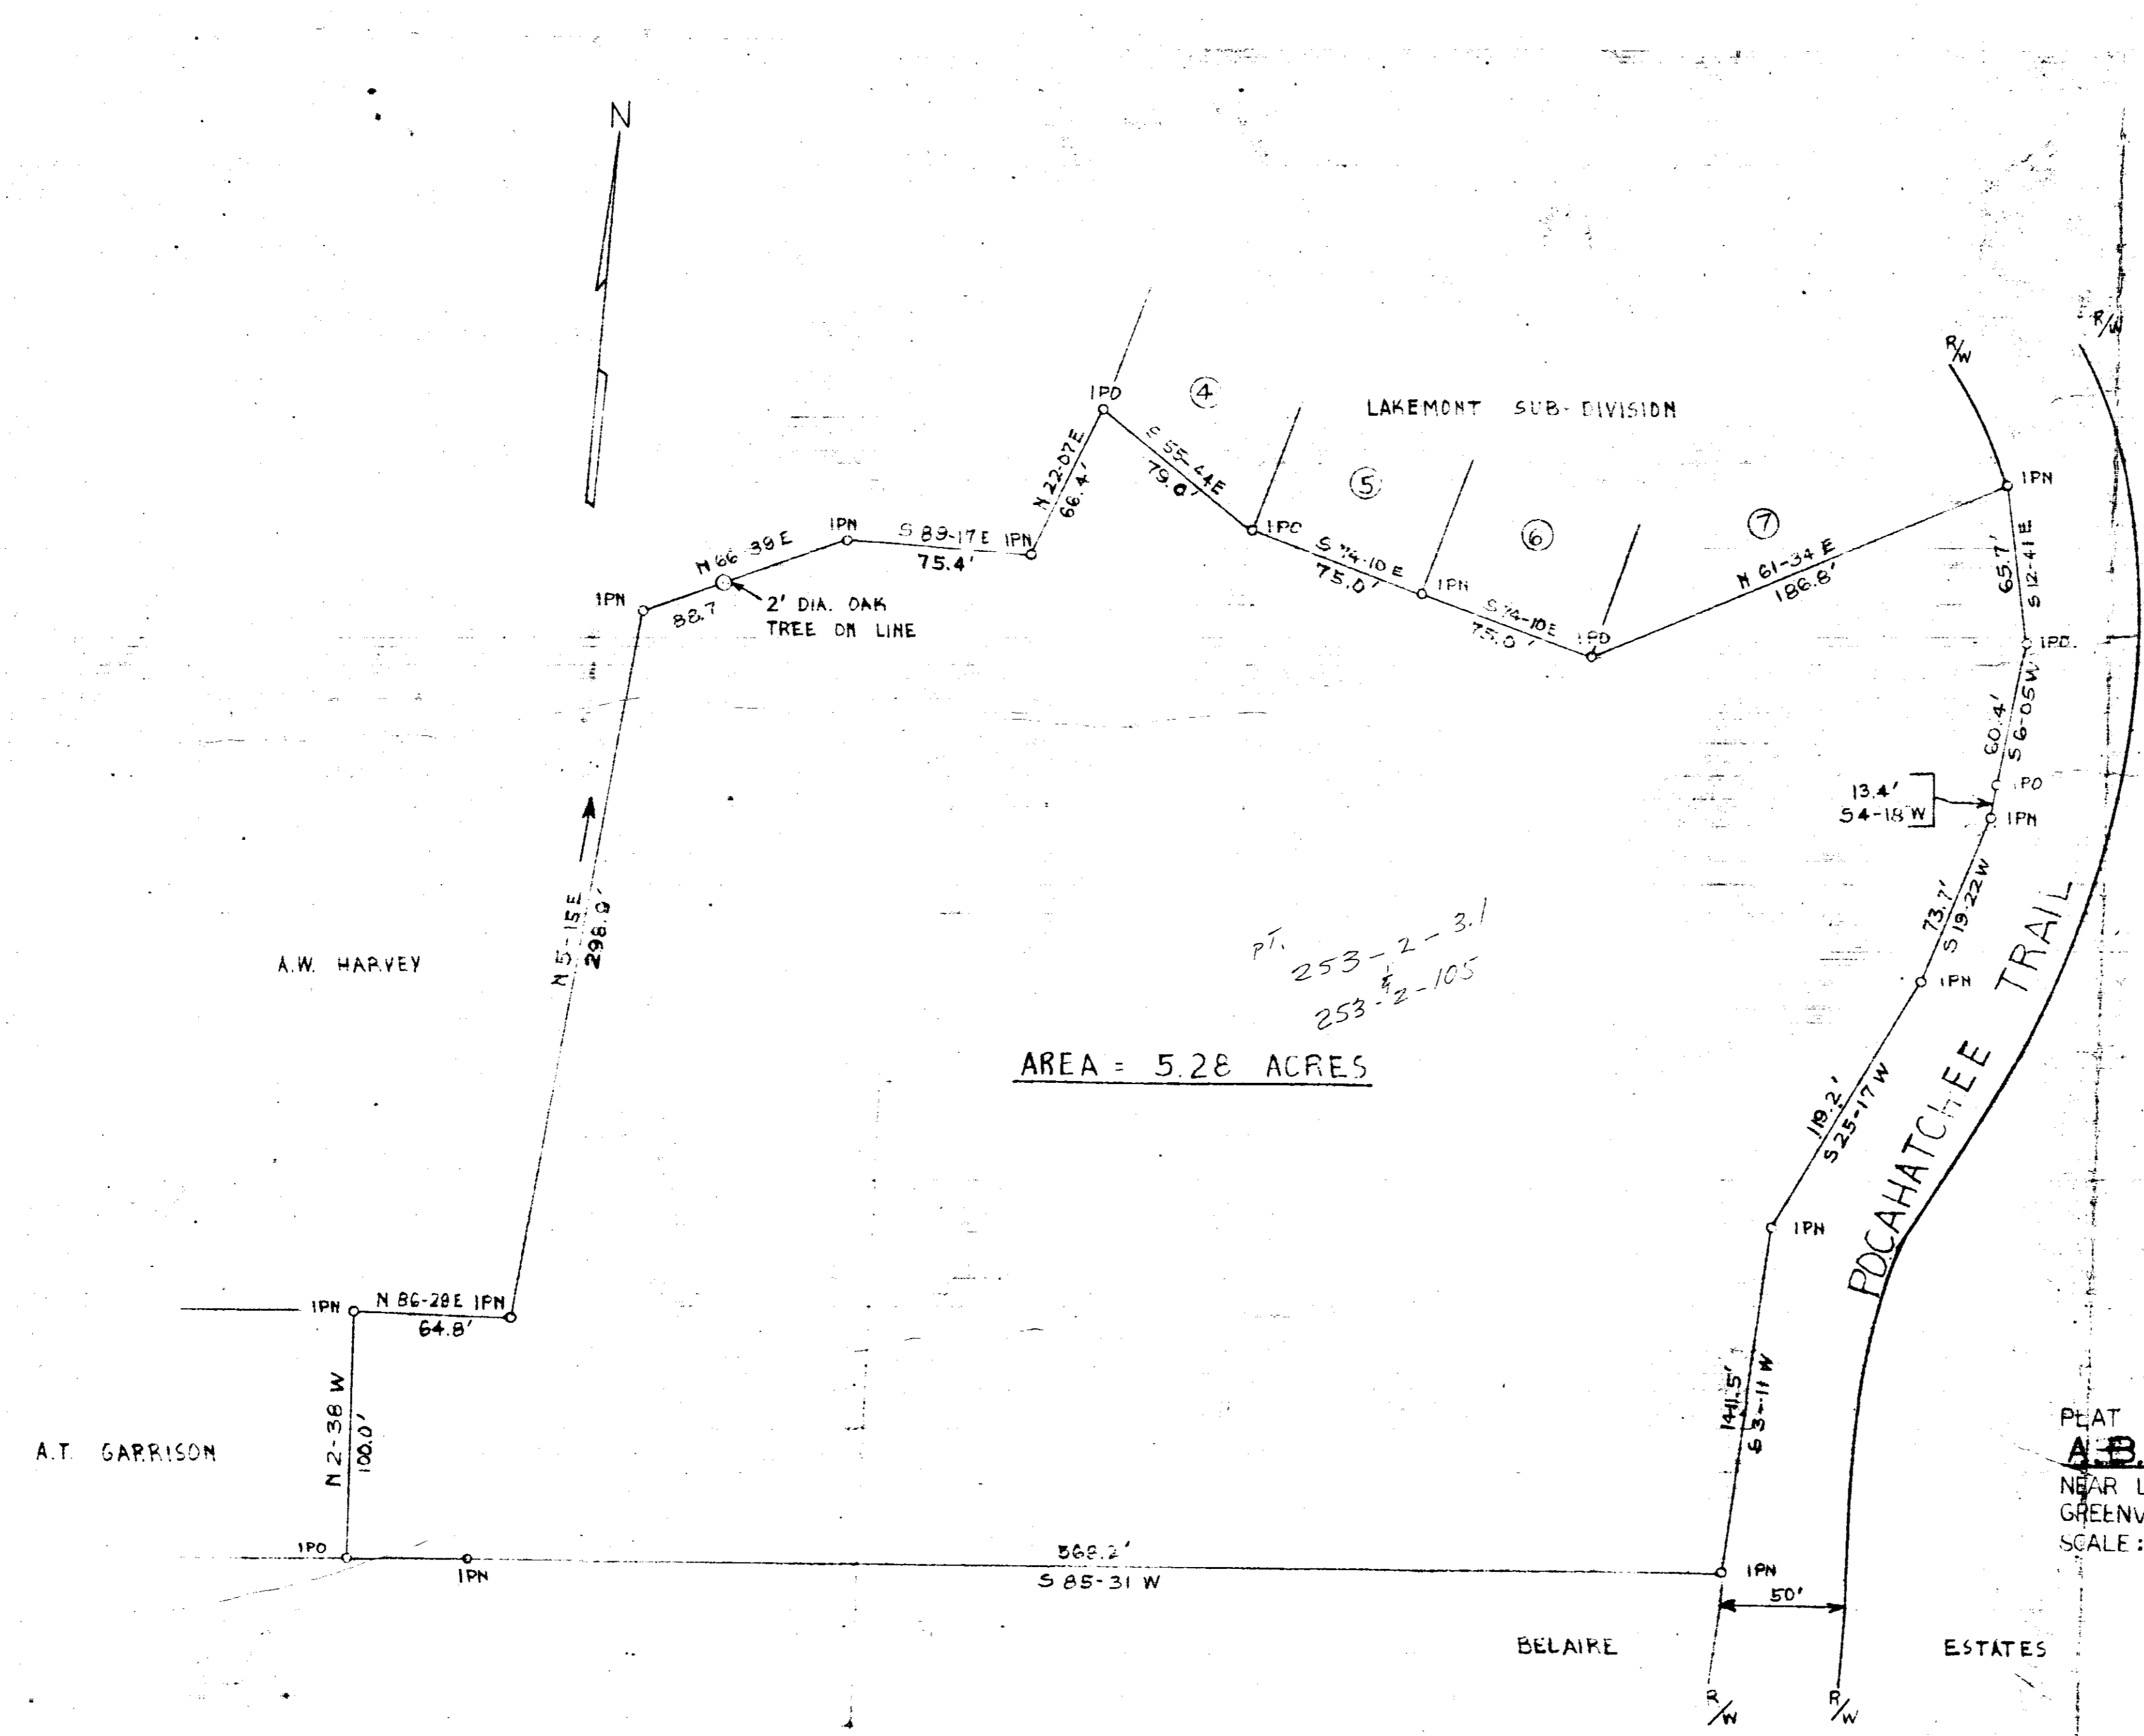 N
R/W
R/W
IPO
4
LAKEMONT SUB-DIVISION
N 22-07 E
66.4'
S 55-44 E
79.0'
5
IPN
IPO
6
7
N 66-39 E
88.7
IPN
S 89-17 E
75.4'
IPN
S 74-10 E
75.0'
IPN
N 61-34 E
186.8'
65.7'
S 12-41 E
IPN
2' DIA. OAK
TREE ON LINE
S 74-10 E
75.0'
IPO
IPO.
60.4'
S 6-05 W
IPO
13.4'
S 4-18 W
IPN
73.7'
S 19-22 W
IPN
A.W. HARVEY
N 5-15 E
298.9'
pt. 253-2-3.1
&
253-2-105
AREA = 5.28 ACRES
119.2'
S 25-17 W
POCAHATCHEE TRAIL
IPN
IPN
N 86-28 E
IPN
64.8'
141.5'
S 3-11 W
A.T. GARRISON
N 2-38 W
100.0'
PLAT
A.B.
NEAR L
GREENV
SCALE:
IPO
IPN
568.2'
S 85-31 W
IPN
50'
BELAIRE ESTATES
R/W
R/W